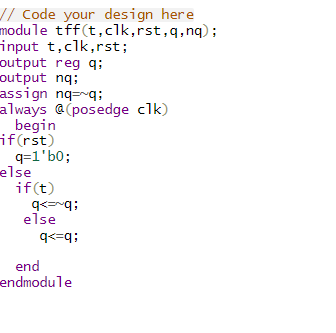 // Code your design here
module tff(t,clk,rst,q,nq);
input t,clk,rst;
output reg q;
output nq;
assign nq=~q;
always @(posedge clk)
  begin
if(rst)
  q=1'b0;
else
  if(t)
    q<=~q;
   else
     q<=q;

  end
endmodule